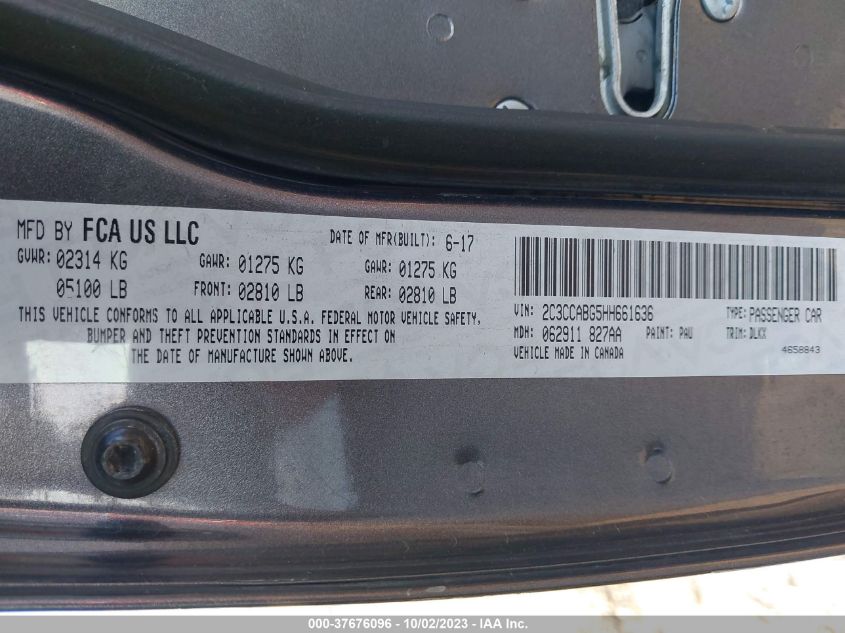 MFD BY FCA US LLC DATE OF MFR(BUILT): 6-17
GVWR: 02314 KG GAWR: 01275 KG GAWR: 01275 KG
05100 LB FRONT: 02810 LB REAR: 02810 LB
THIS VEHICLE CONFORMS TO ALL APPLICABLE U.S.A. FEDERAL MOTOR VEHICLE SAFETY,
BUMPER AND THEFT PREVENTION STANDARDS IN EFFECT ON
THE DATE OF MANUFACTURE SHOWN ABOVE.
VIN: 2C3CCABG5HH661636 TYPE: PASSENGER CAR
MDH: 062911 827AA PAINT: PAU TRIM: DLKX
VEHICLE MADE IN CANADA 4658843
000-37676096 - 10/02/2023 - IAA Inc.